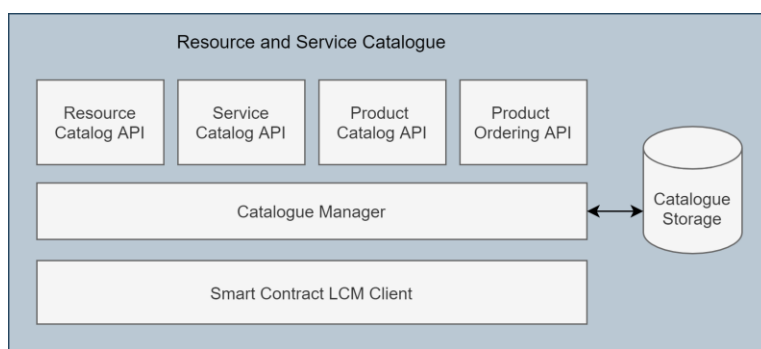 Resource and Service Catalogue
Resource
Catalog API
Service
Catalog API
Product
Catalog API
Product
Ordering API
Catalogue Manager
Catalogue
Storage
Smart Contract LCM Client